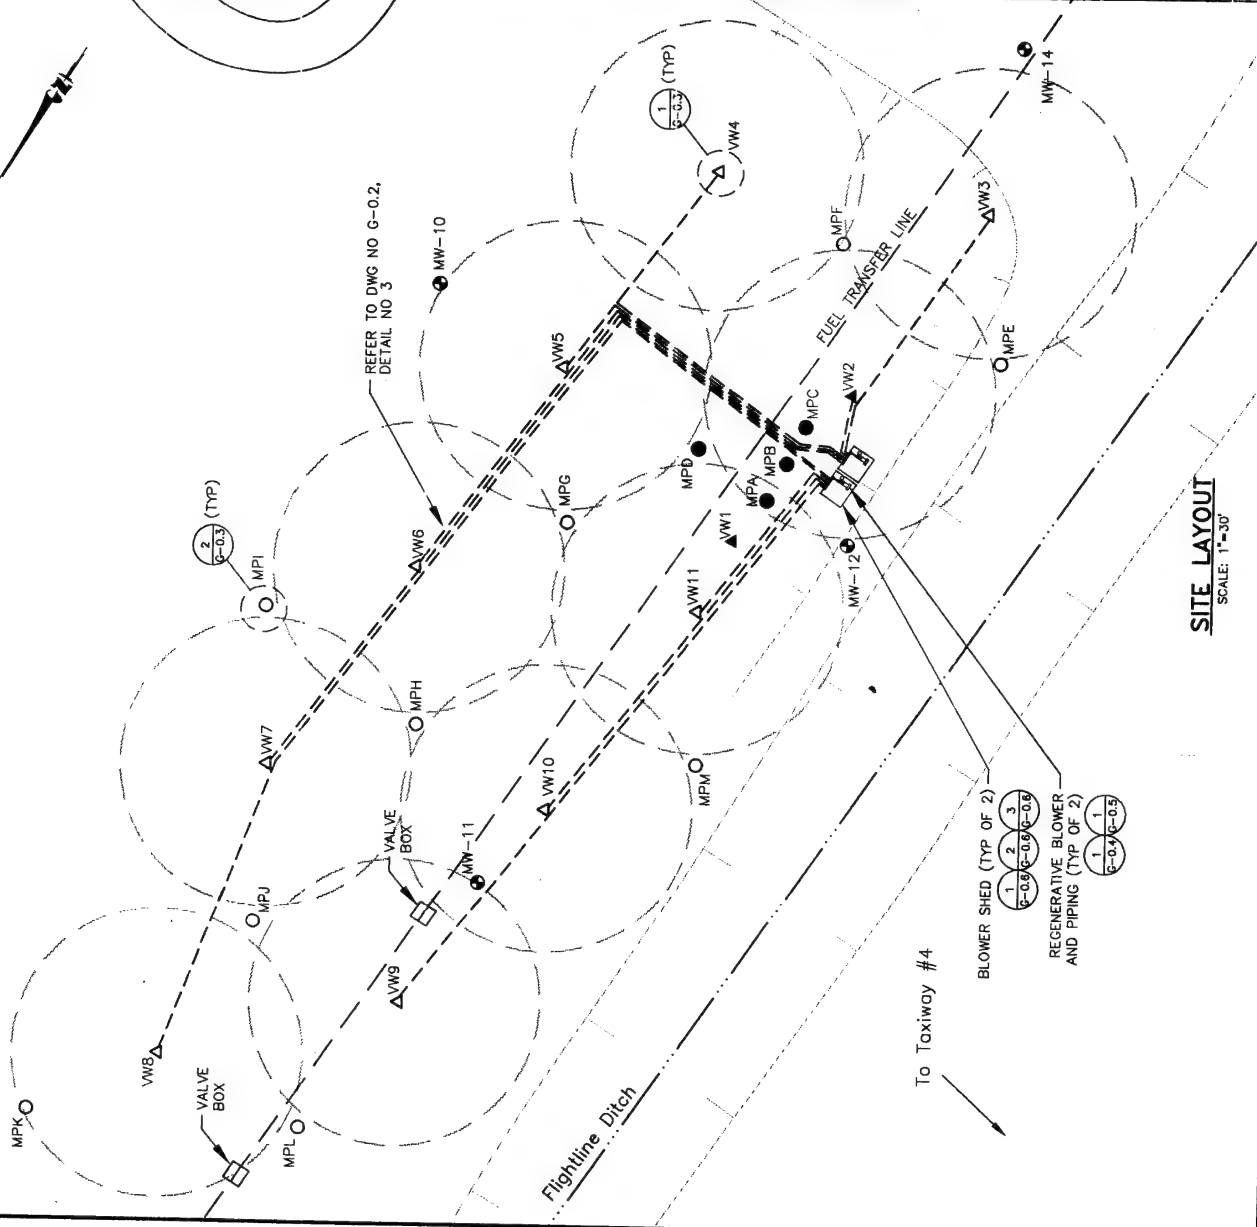 N
1
G-0.3
(TYP)
VW4
MW-14
REFER TO DWG NO G-0.2,
DETAIL NO 3
MW-10
MPF
VW3
FUEL TRANSFER LINE
VW5
MPE
VW2
MPC
MPD
MPB
MPA
2
G-0.3
(TYP)
MPI
VW6
MPG
VW1
MW-12
VW11
SITE LAYOUT
SCALE: 1"=30'
VW7
MPH
MPM
VW10
VALVE
BOX
MW-11
BLOWER SHED (TYP OF 2)
1
G-0.6
2
G-0.6
3
G-0.6
REGENERATIVE BLOWER
AND PIPING (TYP OF 2)
1
G-0.4
1
G-0.5
MPJ
VW9
To Taxiway #4
VW8
VALVE
BOX
MPK
MPL
Flightline Ditch